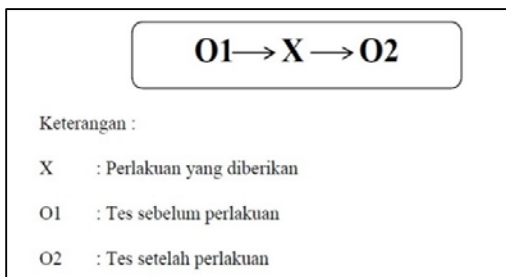 O1→X→O2
Keterangan :
X : Perlakuan yang diberikan
O1 : Tes sebelum perlakuan
O2 : Tes setelah perlakuan